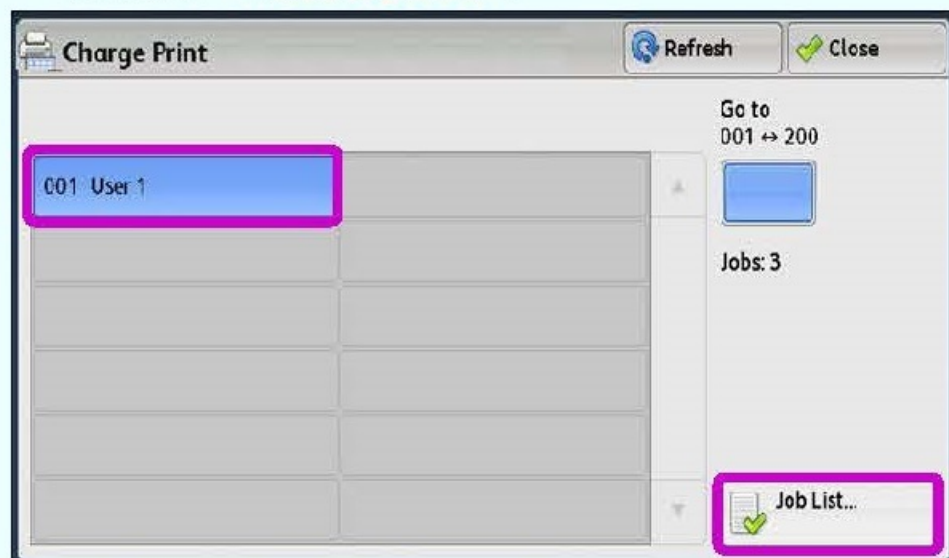 Charge Print
Refresh
Close
Go to
001 ↔ 200
001 User 1
Jobs: 3
Job List...